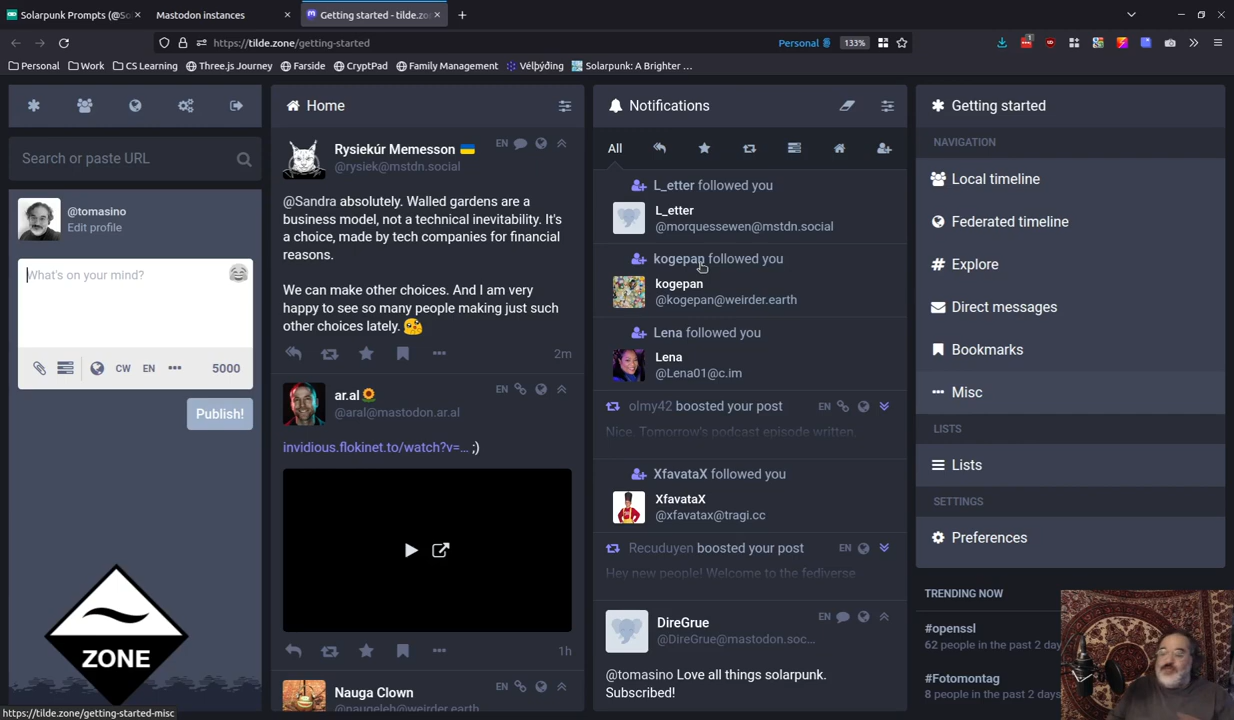 Solarpunk Prompts (@So
Mastodon instances
Getting started - tilde.zo
https://tilde.zone/getting-started
Personal
133%
1
Personal
Work
CS Learning
Three.js Journey
Farside
CryptPad
Family Management
Vélþýðing
Solarpunk: A Brighter ...
Search or paste URL
@tomasino
Edit profile
What's on your mind?
CW
EN
5000
Publish!
ZONE
https://tilde.zone/getting-started-misc
Home
Rysiekúr Memesson
EN
@rysiek@mstdn.social
@Sandra absolutely. Walled gardens are a
business model, not a technical inevitability. It's
a choice, made by tech companies for financial
reasons.
We can make other choices. And I am very
happy to see so many people making just such
other choices lately.
2m
ar.al
EN
@aral@mastodon.ar.al
invidious.flokinet.to/watch?v=... ;)
1h
Nauga Clown
EN
@naugeleh@weirder.earth
Notifications
All
L_etter followed you
L_etter
@morquessewen@mstdn.social
kogepan followed you
kogepan
@kogepan@weirder.earth
Lena followed you
Lena
@Lena01@c.im
olmy42 boosted your post
EN
Nice. Tomorrow's podcast episode written.
XfavataX followed you
XfavataX
@xfavatax@tragi.cc
Recuduyen boosted your post
EN
Hey new people! Welcome to the fediverse
DireGrue
EN
@DireGrue@mastodon.soc...
@tomasino Love all things solarpunk.
Subscribed!
Getting started
NAVIGATION
Local timeline
Federated timeline
Explore
Direct messages
Bookmarks
Misc
LISTS
Lists
SETTINGS
Preferences
TRENDING NOW
#openssl
62 people in the past 2 day
#Fotomontag
8 people in the past 2 days